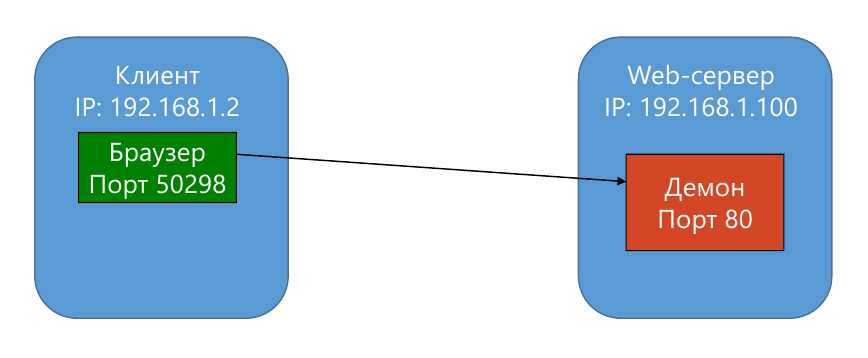 Клиент
IP: 192.168.1.2
Браузер
Порт 50298
Web-сервер
IP: 192.168.1.100
Демон
Порт 80